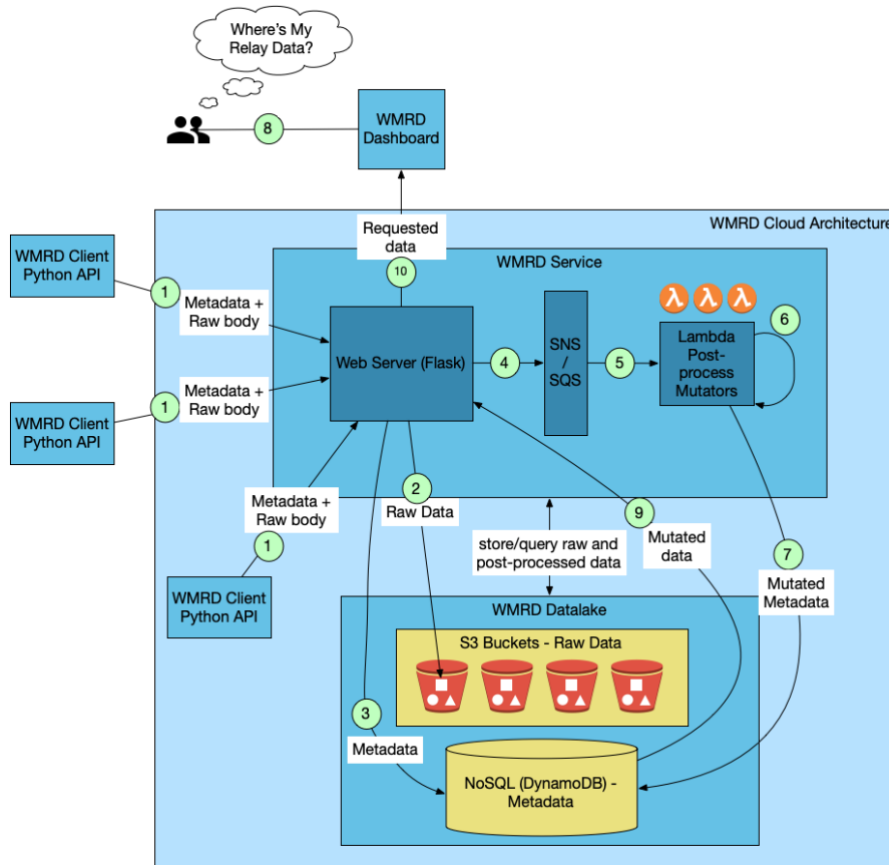 Where's My
Relay Data?
8
WMRD
Dashboard
WMRD Cloud Architecture
WMRD Client
Python API
1
Metadata +
Raw body
Requested
data
10
WMRD Service
Web Server (Flask)
4
SNS
/
SQS
5
λ λ λ
6
Lambda
Post-
process
Mutators
WMRD Client
Python API
1
Metadata +
Raw body
WMRD Client
Python API
1
Metadata +
Raw body
2
Raw Data
store/query raw and
post-processed data
9
Mutated
data
7
Mutated
Metadata
WMRD Datalake
S3 Buckets - Raw Data
3
Metadata
NoSQL (DynamoDB) -
Metadata